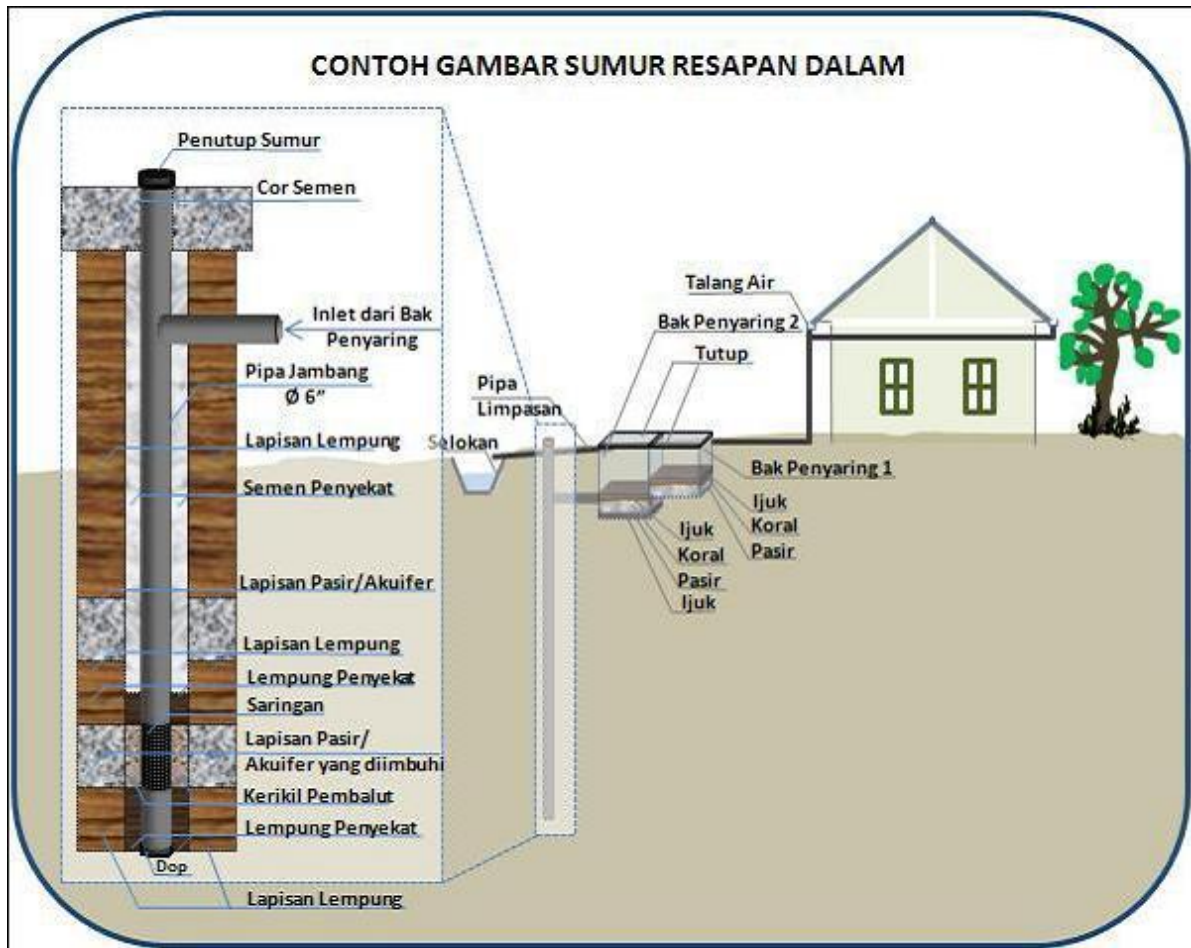 CONTOH GAMBAR SUMUR RESAPAN DALAM
Penutup Sumur
Cor Semen
Inlet dari Bak
Penyaring
Pipa Jambang
Ø 6"
Lapisan Lempung
Semen Penyekat
Lapisan Pasir/Akuifer
Lapisan Lempung
Lempung Penyekat
Saringan
Lapisan Pasir/
Akuifer yang diimbuhi
Kerikil Pembalut
Lempung Penyekat
Dop
Lapisan Lempung
Talang Air
Bak Penyaring 2
Tutup
Pipa
Limpasan
Selokan
Bak Penyaring 1
Ijuk
Koral
Pasir
Ijuk
Koral
Pasir
Ijuk